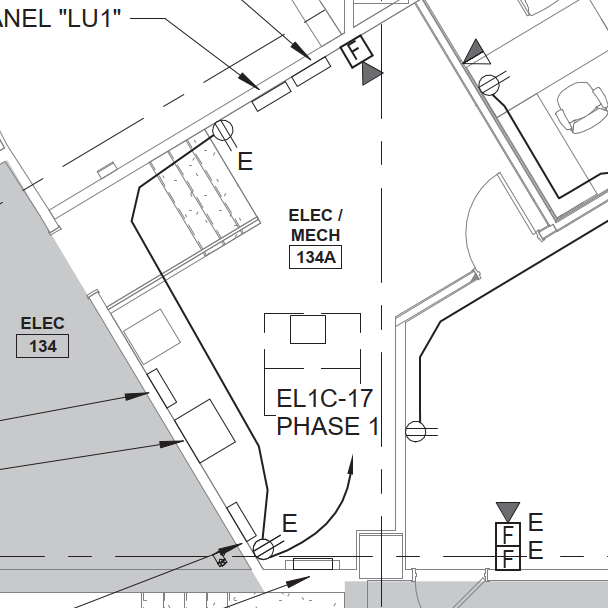 ANEL "LU1"
F
E
ELEC /
MECH
134A
ELEC
134
EL1C-17
PHASE 1
E
F E
F E